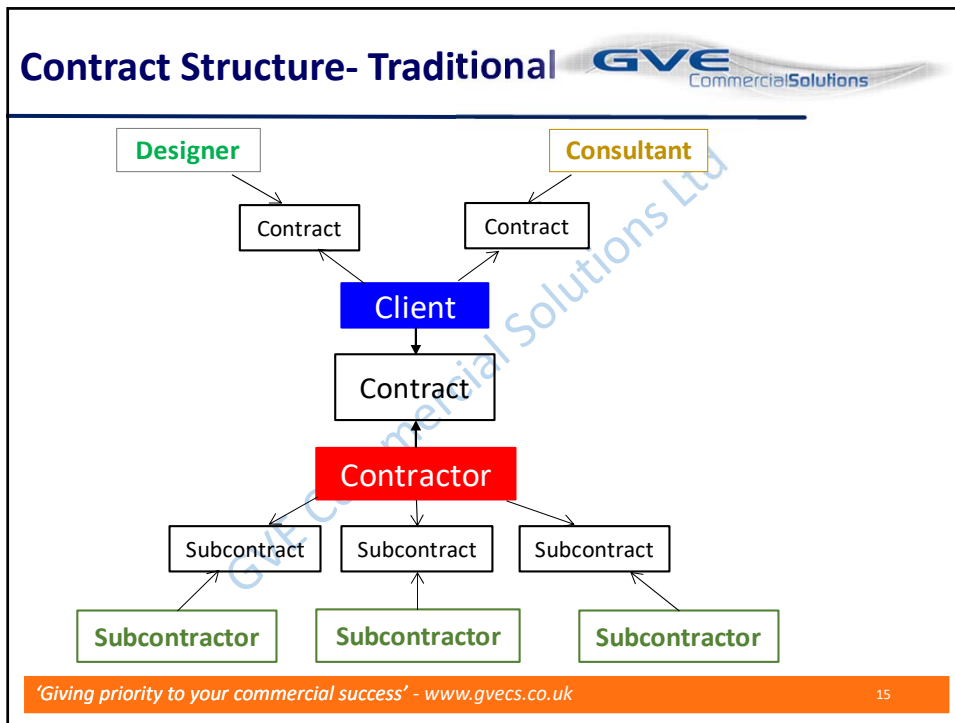 Contract Structure- Traditional
GVE
CommercialSolutions
Designer
Consultant
Contract
Contract
Client
Contract
Contractor
Subcontract
Subcontract
Subcontract
Subcontractor
Subcontractor
Subcontractor
GVE Commercial Solutions Ltd
‘Giving priority to your commercial success’ - www.gvecs.co.uk
15